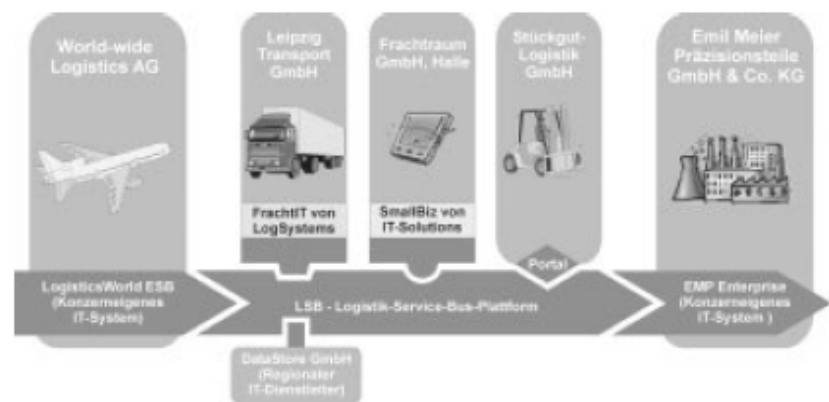 World-wide
Logistics AG
Leipzig
Transport
GmbH
Frachtraum
GmbH, Halle
Stückgut-
Logistik
GmbH
Emil Meier
Präzisionsteile
GmbH & Co. KG
FrachtIT von
LogSystems
SmallBiz von
IT-Solutions
Portal
LogisticsWorld ESB
(Konzerneigenes
IT-System)
LSB - Logistik-Service-Bus-Plattform
EMP Enterprise
(Konzerneigenes
IT-System )
DataStore GmbH
(Regionaler
IT-Dienstleiter)